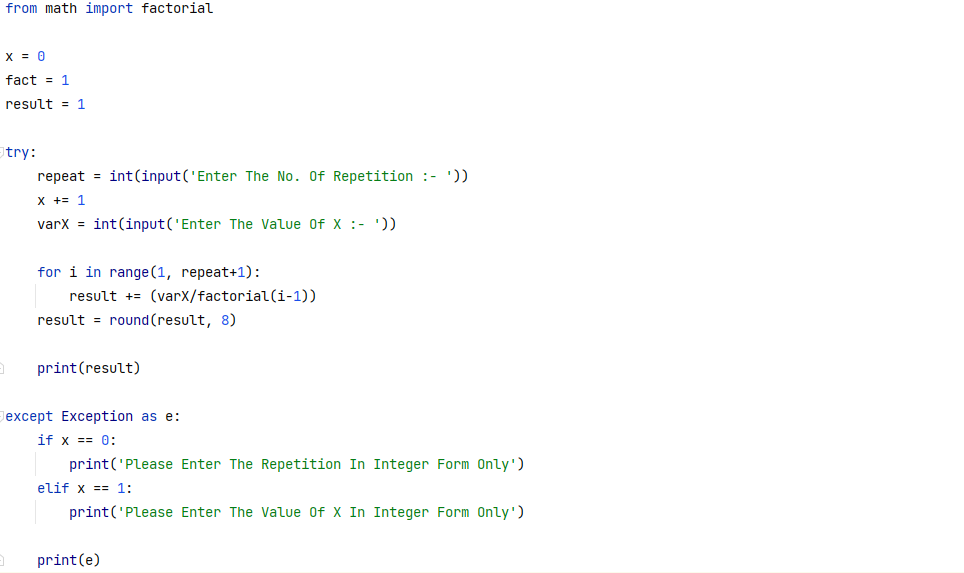 from math import factorial
x = 0
fact = 1
result = 1
try:
    repeat = int(input('Enter The No. Of Repetition :- '))
    x += 1
    varX = int(input('Enter The Value Of X :- '))
    for i in range(1, repeat+1):
        result += (varX/factorial(i-1))
    result = round(result, 8)
    print(result)
except Exception as e:
    if x == 0:
        print('Please Enter The Repetition In Integer Form Only')
    elif x == 1:
        print('Please Enter The Value Of X In Integer Form Only')
    print(e)